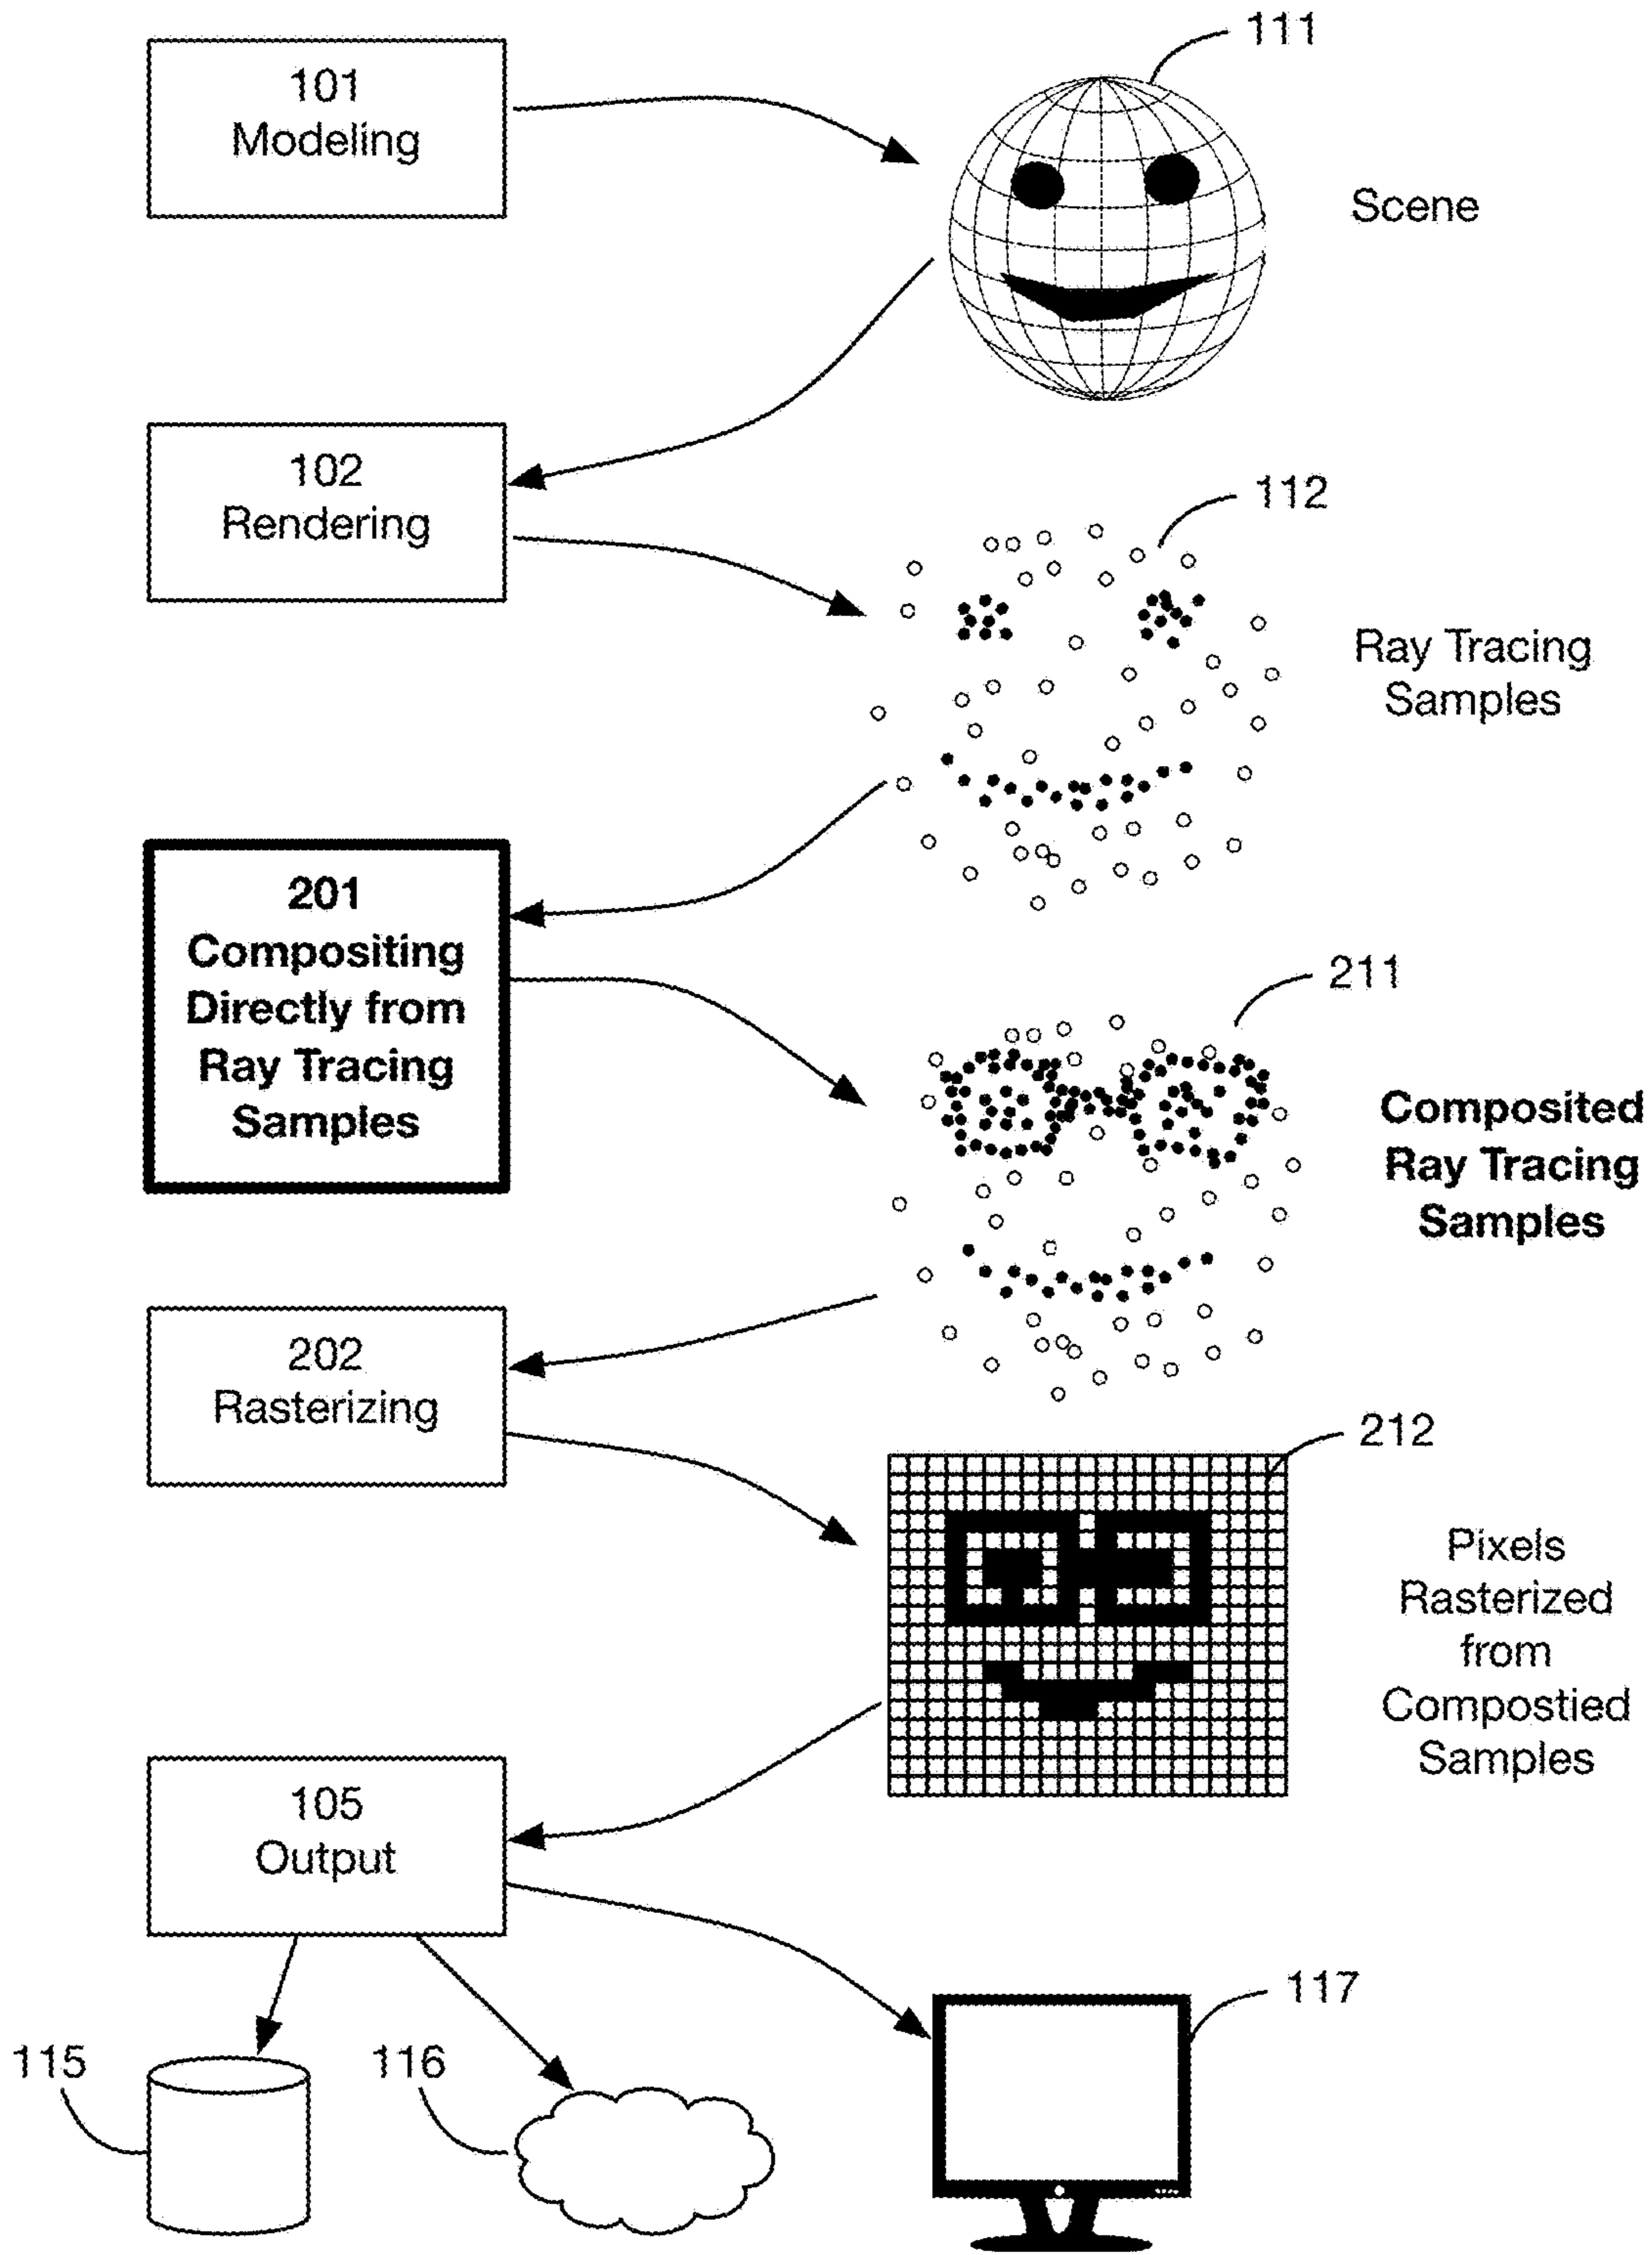 111
101
Modeling
Scene
102
Rendering
112
Ray Tracing
Samples
201
Compositing
Directly from
Ray Tracing
Samples
211
Composited
Ray Tracing
Samples
202
Rasterizing
212
Pixels
Rasterized
from
Compostied
Samples
105
Output
117
115
116